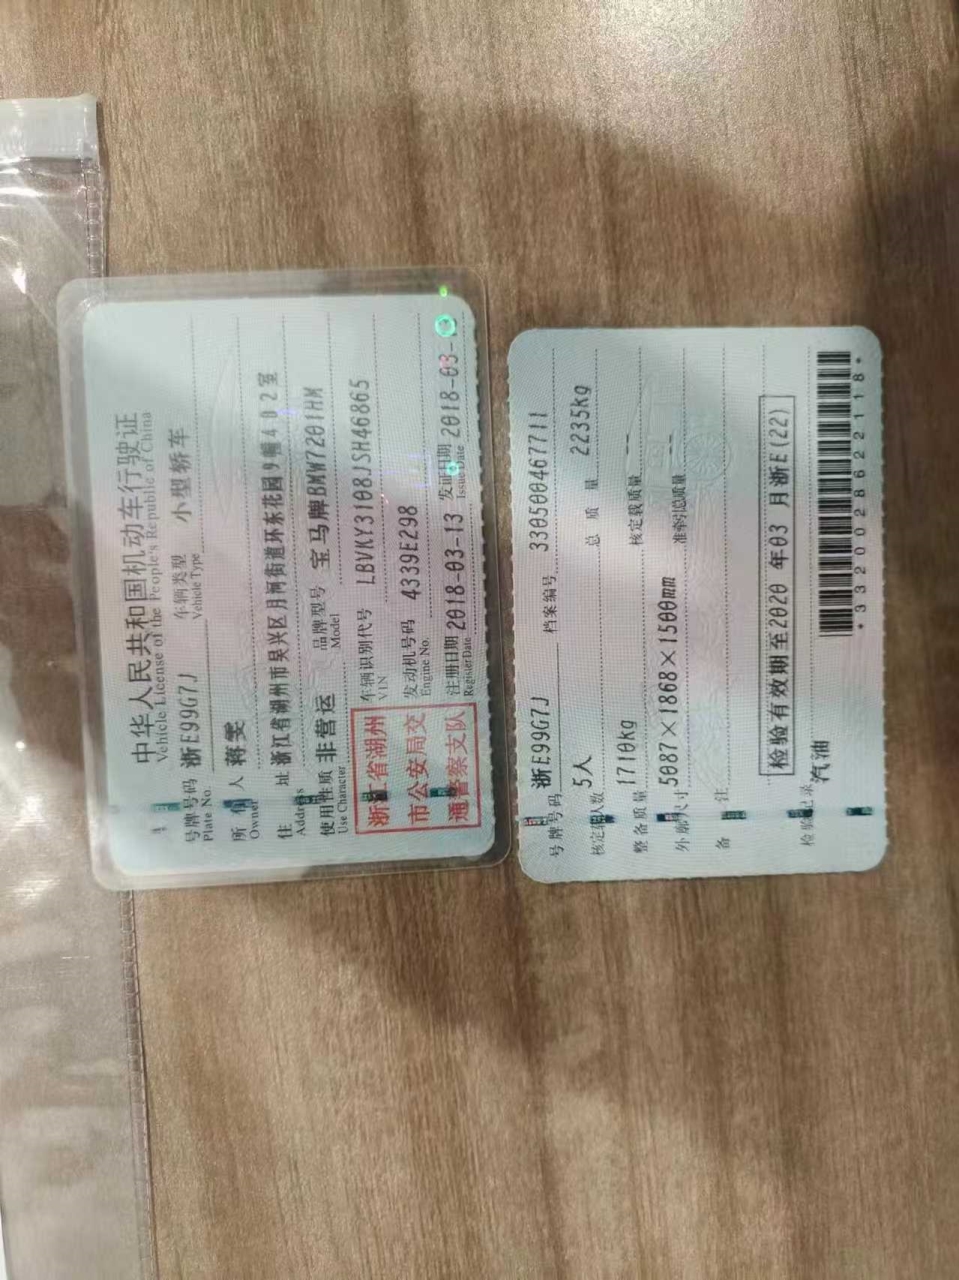 中华人民共和国机动车行驶证
Vehicle License of the People's Republic of China
号牌号码 浙E99G7J 车辆类型 小型轿车
Plate No. Vehicle Type
所有人 蒋雯
Owner
住址 浙江省湖州市吴兴区月河街道环东花园9幢402室
Address
使用性质 非营运 品牌型号 宝马牌BMW7201HM
Use Character Model
浙江省湖州市公安局交通警察支队
车辆识别代号 LBVKY3108JSH46865
VIN
发动机号码 4339E298
Engine No.
注册日期 2018-03-13 发证日期 2018-03-
Register Date Issue Date
号牌号码 浙E99G7J 档案编号 330500467711
核定载人数 5人 总质量 2235kg
整备质量 1710kg 核定载质量 --
外廓尺寸 5087×1868×1500mm 准牵引总质量 --
备注
检验有效期至2020年03月浙E(22)
检验记录
汽油
*3320028622118*